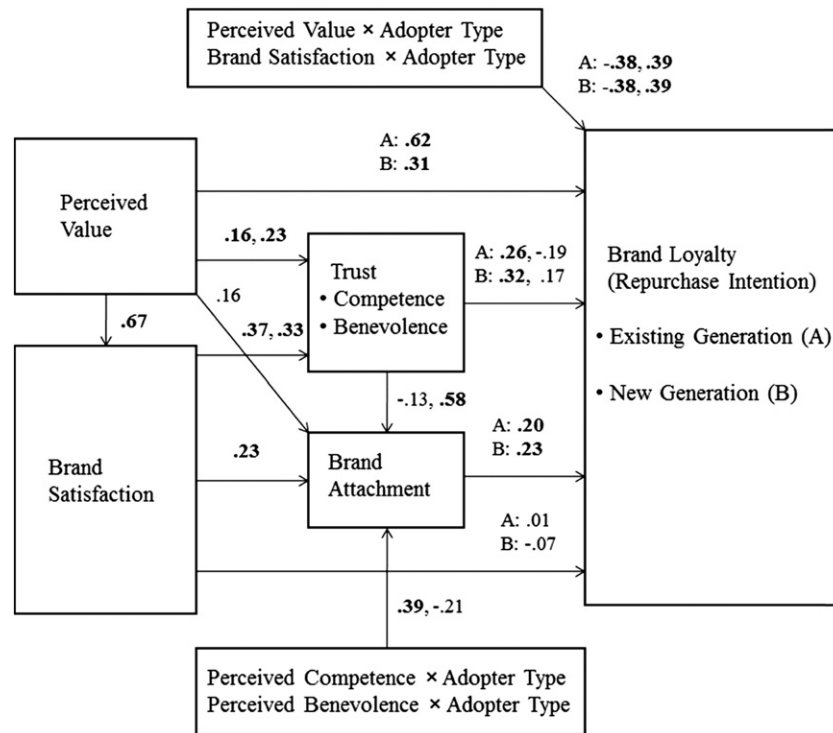 Perceived Value × Adopter Type
Brand Satisfaction × Adopter Type
A: -.38, .39
B: -.38, .39
Perceived
Value
A: .62
B: .31
.16, .23
Trust
• Competence
• Benevolence
A: .26, -.19
B: .32, .17
Brand Loyalty
(Repurchase Intention)
• Existing Generation (A)
• New Generation (B)
.16
.67
.37, .33
-.13, .58
Brand
Satisfaction
.23
Brand
Attachment
A: .20
B: .23
A: .01
B: -.07
.39, -.21
Perceived Competence × Adopter Type
Perceived Benevolence × Adopter Type